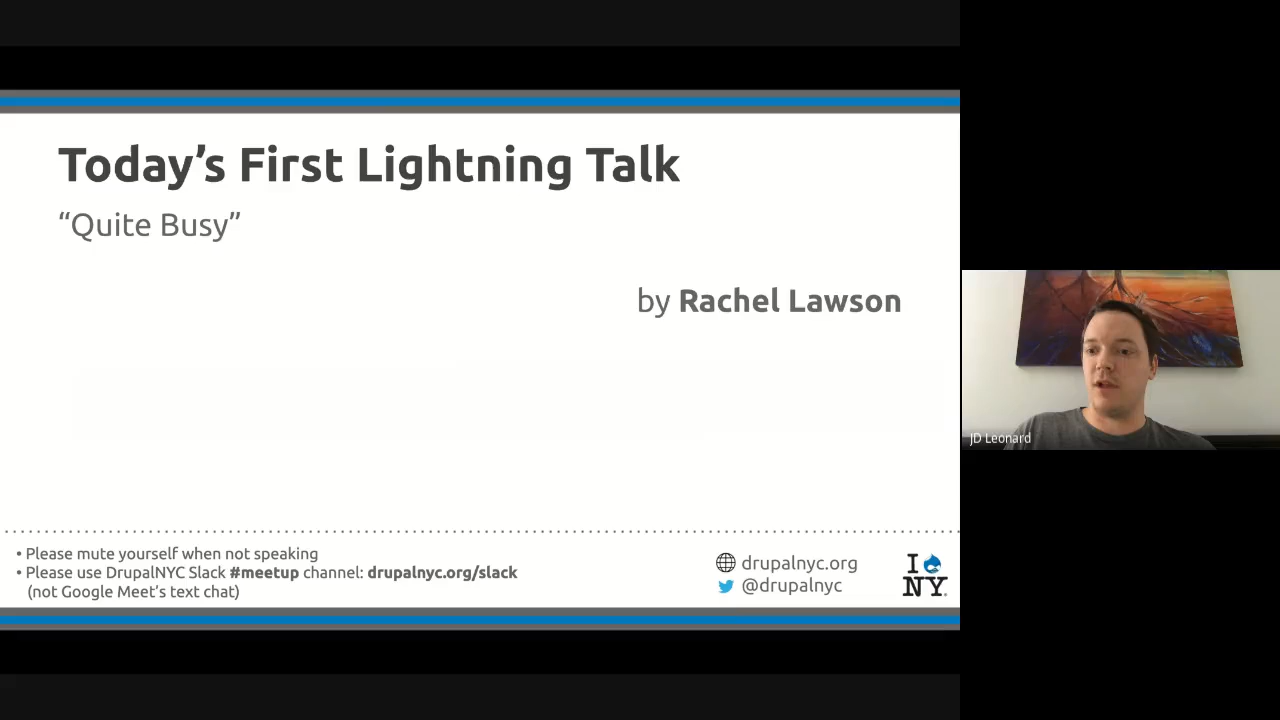 Today’s First Lightning Talk
“Quite Busy”
by Rachel Lawson
JD Leonard
• Please mute yourself when not speaking
• Please use DrupalNYC Slack #meetup channel: drupalnyc.org/slack
(not Google Meet’s text chat)
drupalnyc.org
@drupalnyc
I
NY